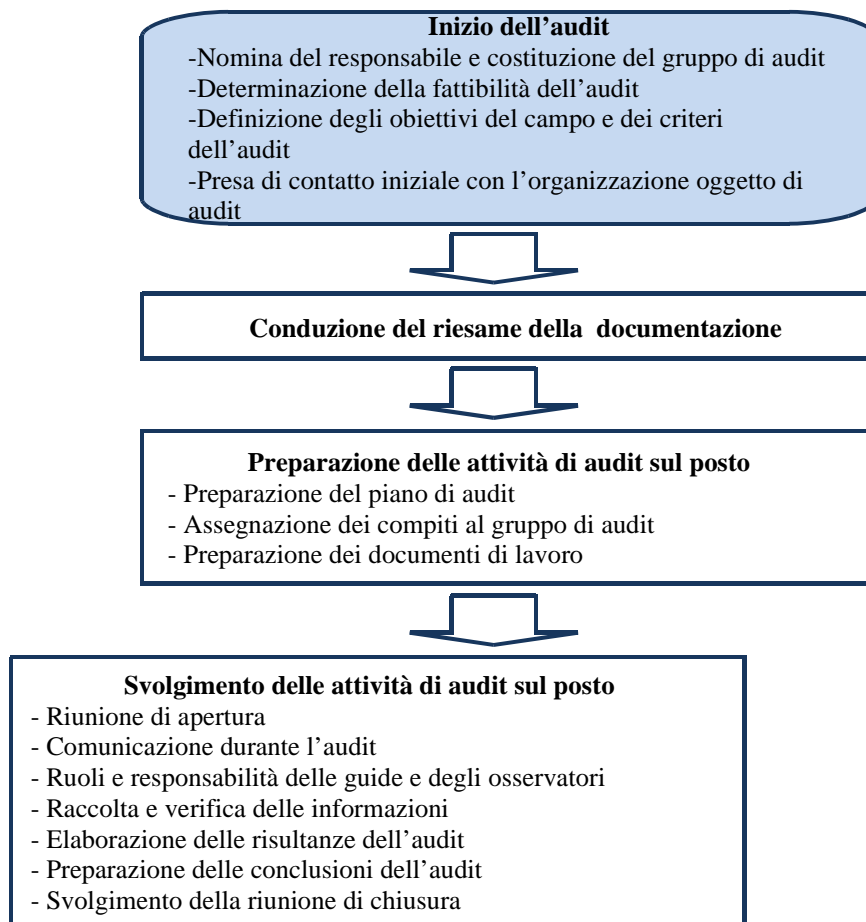 Inizio dell’audit
-Nomina del responsabile e costituzione del gruppo di audit
-Determinazione della fattibilità dell’audit
-Definizione degli obiettivi del campo e dei criteri
dell’audit
-Presa di contatto iniziale con l’organizzazione oggetto di
audit
Conduzione del riesame della documentazione
Preparazione delle attività di audit sul posto
- Preparazione del piano di audit
- Assegnazione dei compiti al gruppo di audit
- Preparazione dei documenti di lavoro
Svolgimento delle attività di audit sul posto
- Riunione di apertura
- Comunicazione durante l’audit
- Ruoli e responsabilità delle guide e degli osservatori
- Raccolta e verifica delle informazioni
- Elaborazione delle risultanze dell’audit
- Preparazione delle conclusioni dell’audit
- Svolgimento della riunione di chiusura